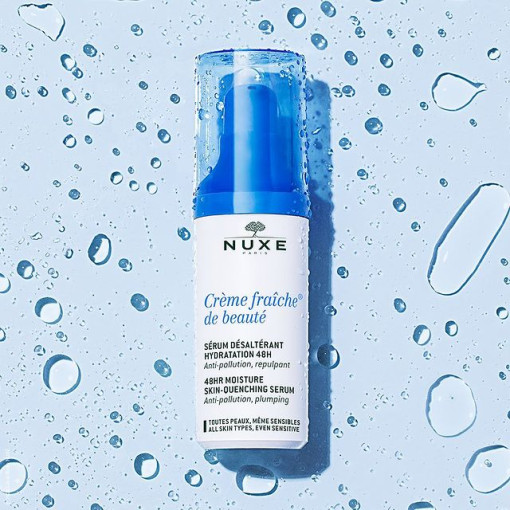 NUXE
PARIS
Crème fraîche®
de beauté
SÉRUM DÉSALTÉRANT
HYDRATATION 48H
Anti-pollution, repulpant
48HR MOISTURE
SKIN-QUENCHING SERUM
Anti-pollution, plumping
TOUTES PEAUX, MÊME SENSIBLES
ALL SKIN TYPES, EVEN SENSITIVE